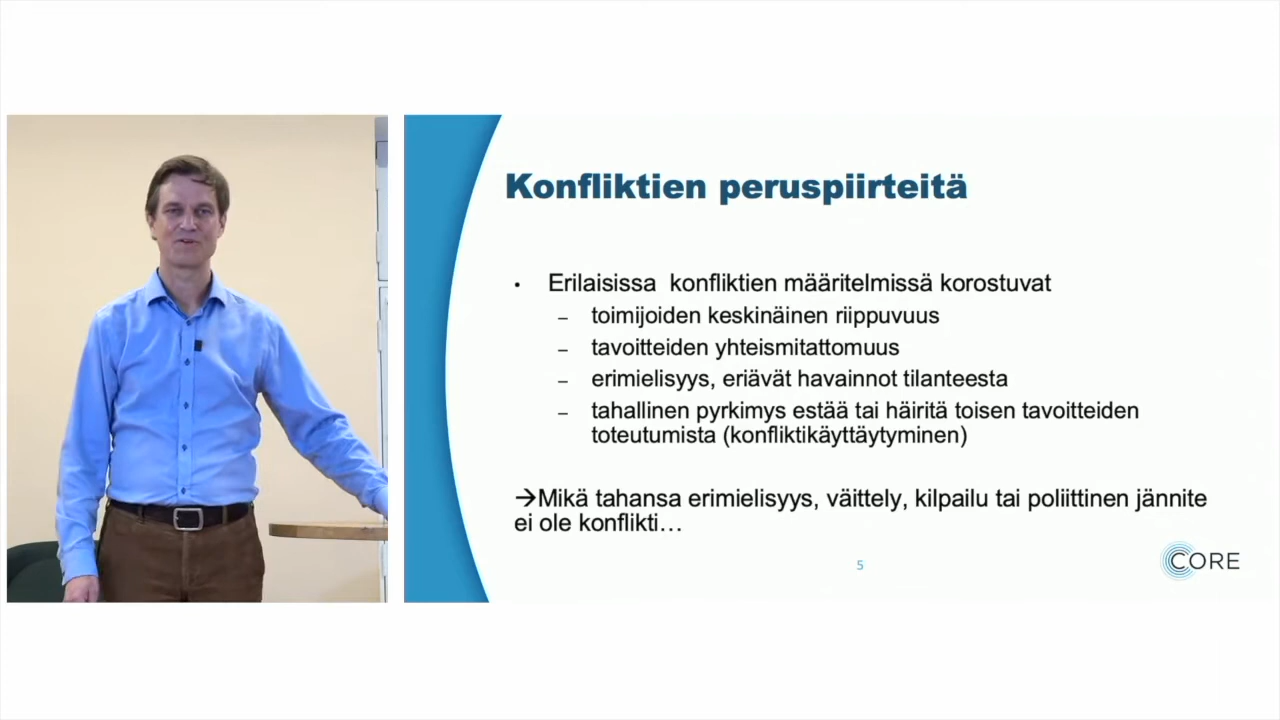 Konfliktien peruspiirteitä
• Erilaisissa konfliktien määritelmissä korostuvat
– toimijoiden keskinäinen riippuvuus
– tavoitteiden yhteismitattomuus
– erimielisyys, eriävät havainnot tilanteesta
– tahallinen pyrkimys estää tai häiritä toisen tavoitteiden
toteutumista (konfliktikäyttäytyminen)
→Mikä tahansa erimielisyys, väittely, kilpailu tai poliittinen jännite
ei ole konflikti…
5
CORE